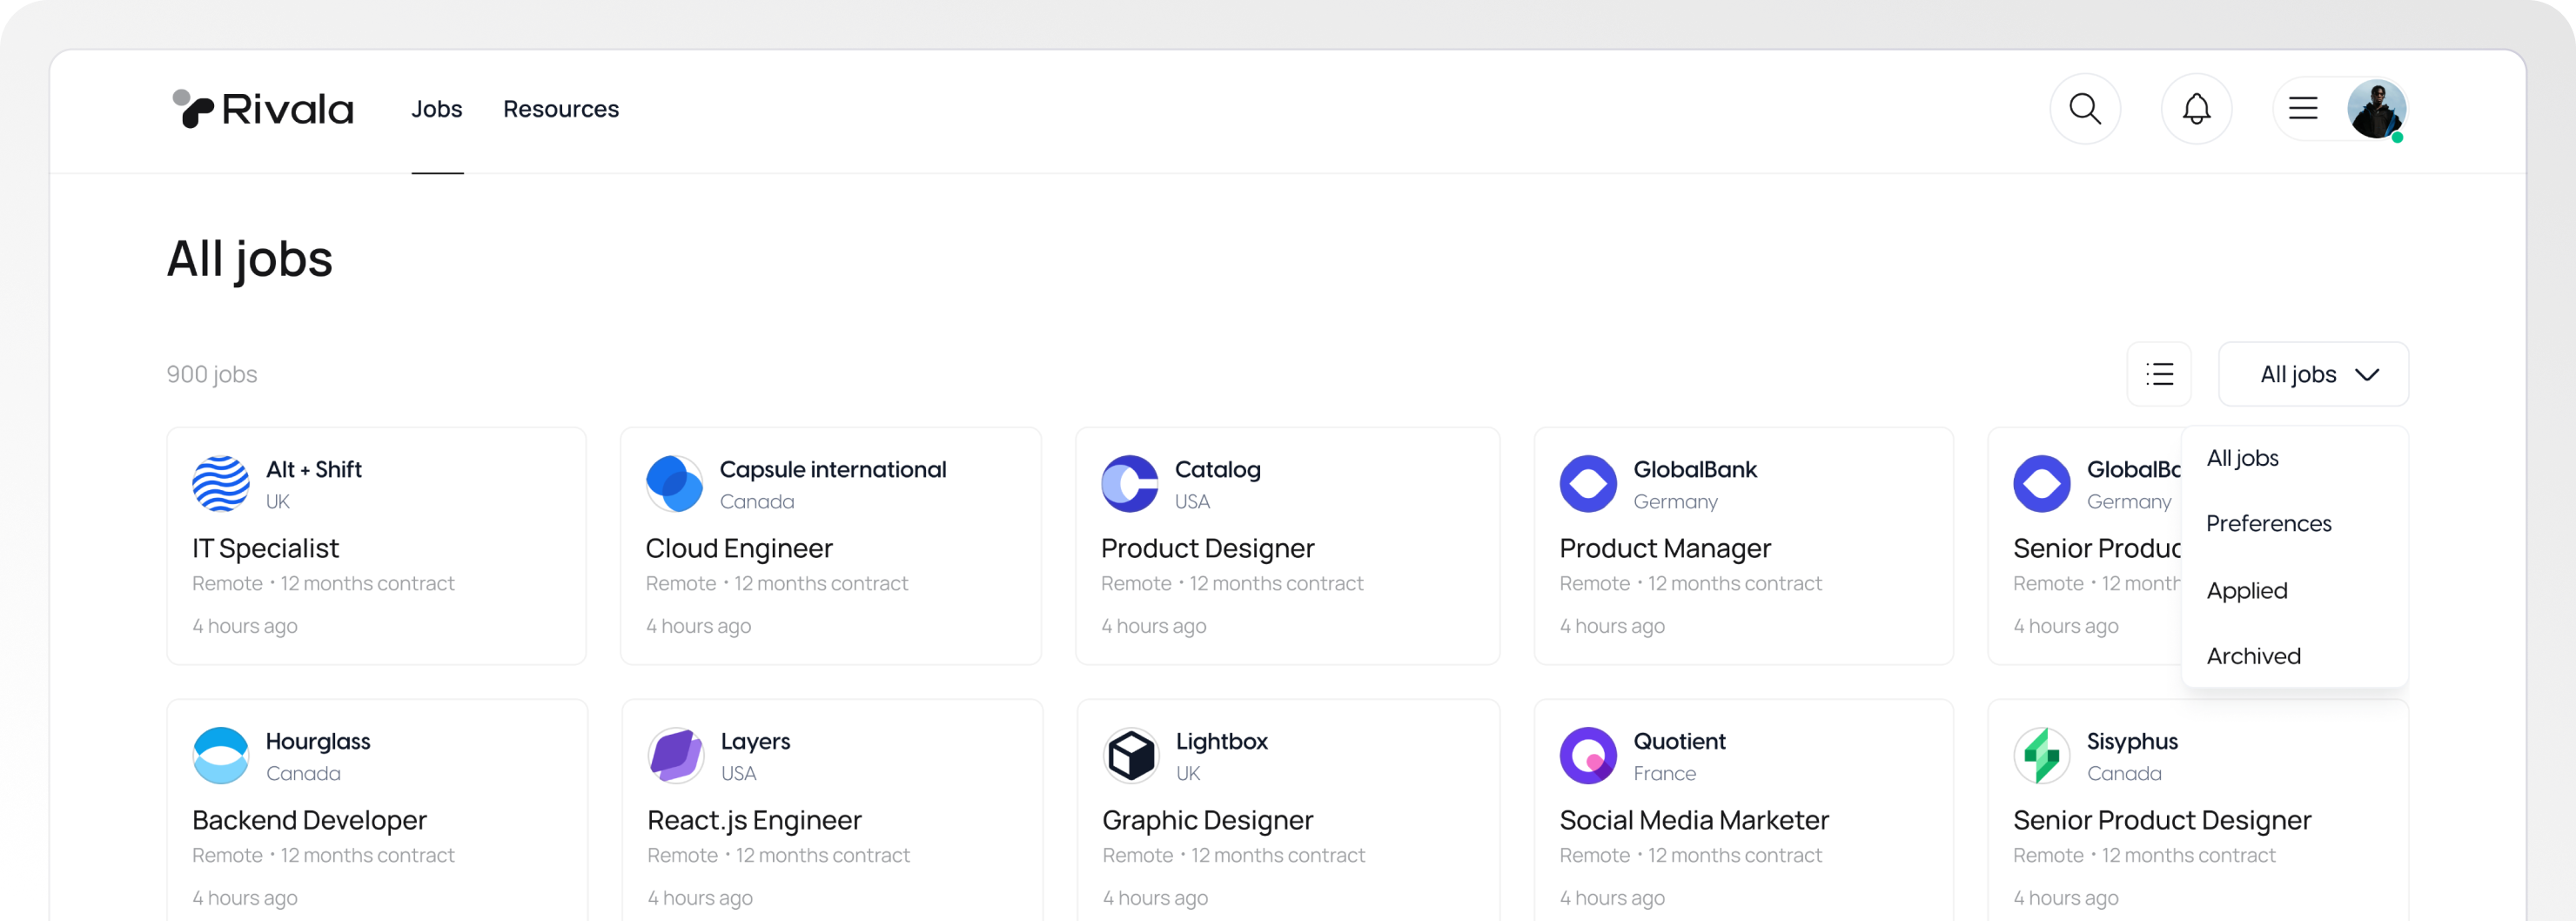 Rivala
Jobs
Resources
All jobs
900 jobs
All jobs
Alt + Shift
UK
IT Specialist
Remote • 12 months contract
4 hours ago
Capsule international
Canada
Cloud Engineer
Remote • 12 months contract
4 hours ago
Catalog
USA
Product Designer
Remote • 12 months contract
4 hours ago
GlobalBank
Germany
Product Manager
Remote • 12 months contract
4 hours ago
GlobalBa
Germany
Senior Produc
Remote • 12 month
4 hours ago
All jobs
Preferences
Applied
Archived
Hourglass
Canada
Backend Developer
Remote • 12 months contract
4 hours ago
Layers
USA
React.js Engineer
Remote • 12 months contract
4 hours ago
Lightbox
UK
Graphic Designer
Remote • 12 months contract
4 hours ago
Quotient
France
Social Media Marketer
Remote • 12 months contract
4 hours ago
Sisyphus
Canada
Senior Product Designer
Remote • 12 months contract
4 hours ago